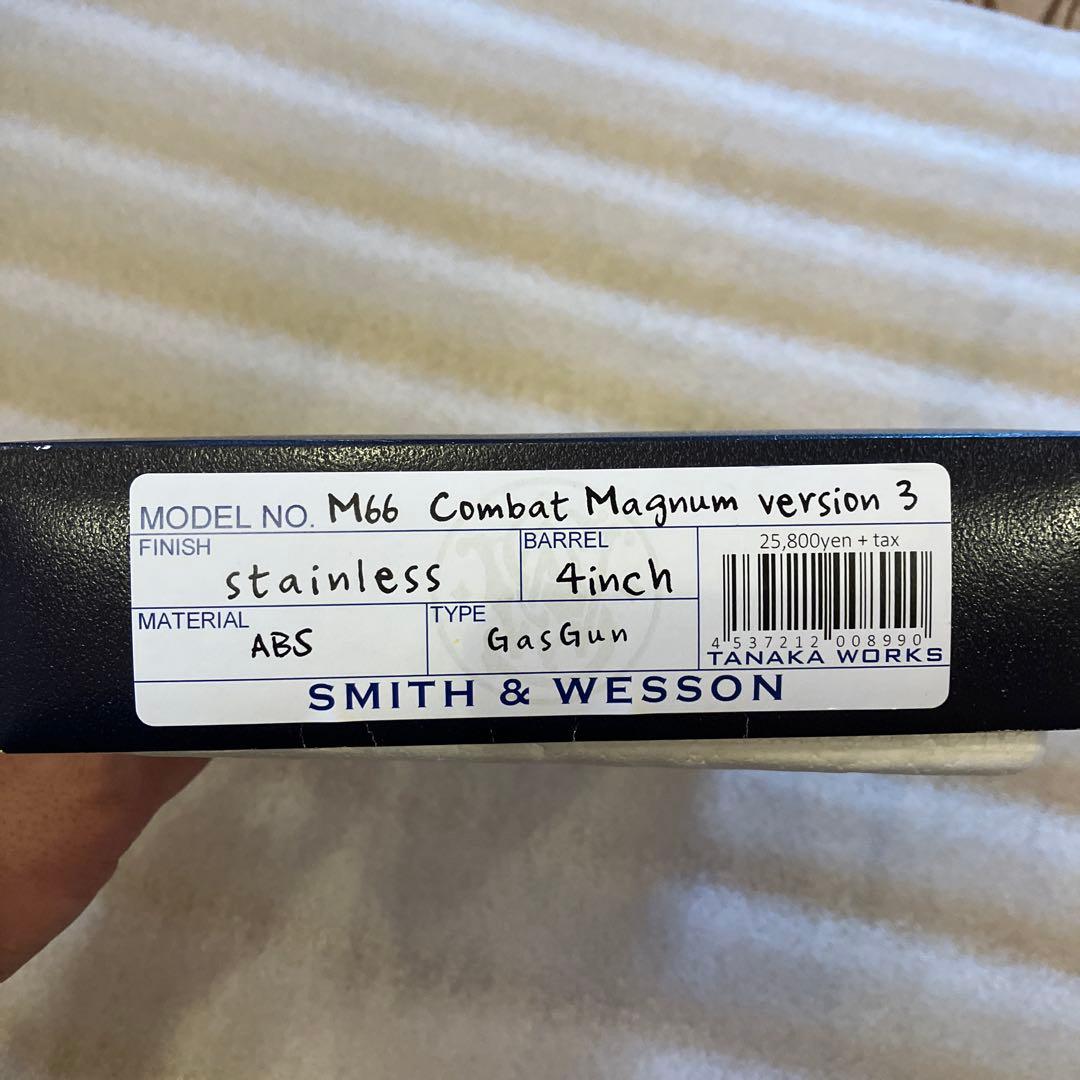 MODEL NO. M66 Combat Magnum version 3
FINISH
stainless
BARREL
4inch
25,800yen + tax
MATERIAL
ABS
TYPE
GasGun
4 537212 008990
TANAKA WORKS
SMITH & WESSON